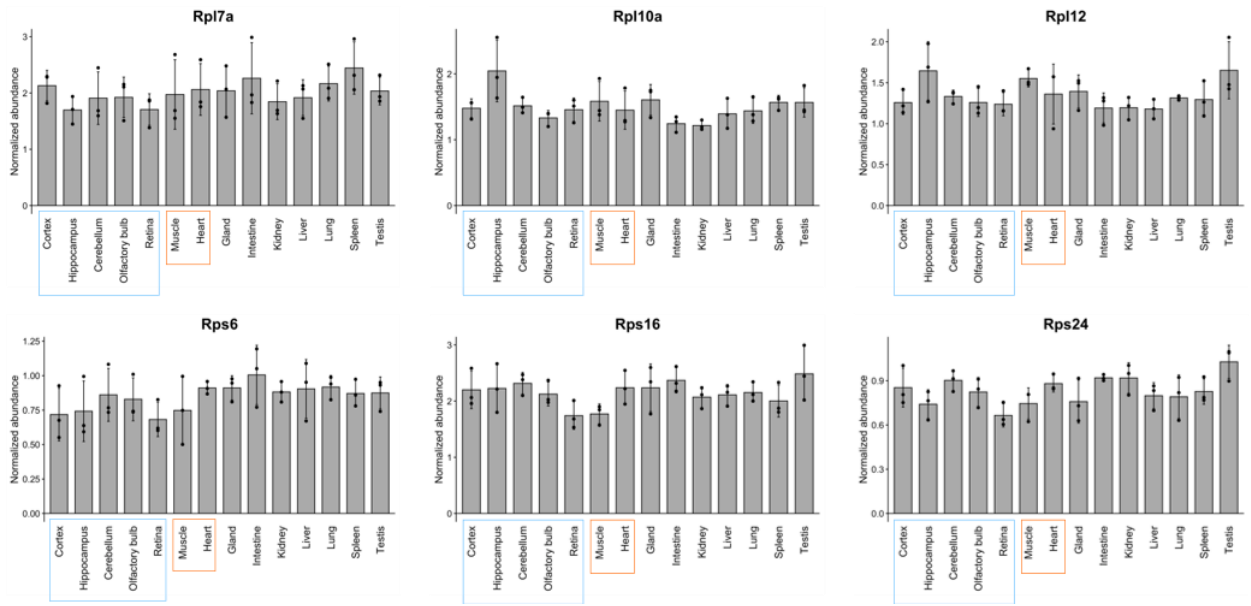 Rpl7a
Normalized abundance
3
2
1
0
Cortex
Hippocampus
Cerebellum
Olfactory bulb
Retina
Muscle
Heart
Gland
Intestine
Kidney
Liver
Lung
Spleen
Testis
Rpl10a
Normalized abundance
2
1
0
Cortex
Hippocampus
Cerebellum
Olfactory bulb
Retina
Muscle
Heart
Gland
Intestine
Kidney
Liver
Lung
Spleen
Testis
Rpl12
Normalized abundance
2.0
1.5
1.0
0.5
0.0
Cortex
Hippocampus
Cerebellum
Olfactory bulb
Retina
Muscle
Heart
Gland
Intestine
Kidney
Liver
Lung
Spleen
Testis
Rps6
Normalized abundance
1.25
1.00
0.75
0.50
0.25
0.00
Cortex
Hippocampus
Cerebellum
Olfactory bulb
Retina
Muscle
Heart
Gland
Intestine
Kidney
Liver
Lung
Spleen
Testis
Rps16
Normalized abundance
3
2
1
0
Cortex
Hippocampus
Cerebellum
Olfactory bulb
Retina
Muscle
Heart
Gland
Intestine
Kidney
Liver
Lung
Spleen
Testis
Rps24
Normalized abundance
0.9
0.6
0.3
0.0
Cortex
Hippocampus
Cerebellum
Olfactory bulb
Retina
Muscle
Heart
Gland
Intestine
Kidney
Liver
Lung
Spleen
Testis